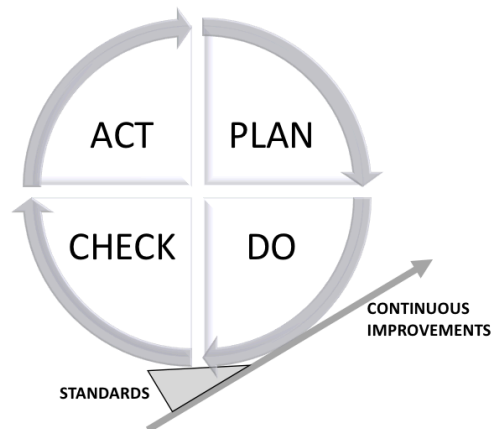 ACT
PLAN
CHECK
DO
CONTINUOUS
IMPROVEMENTS
STANDARDS